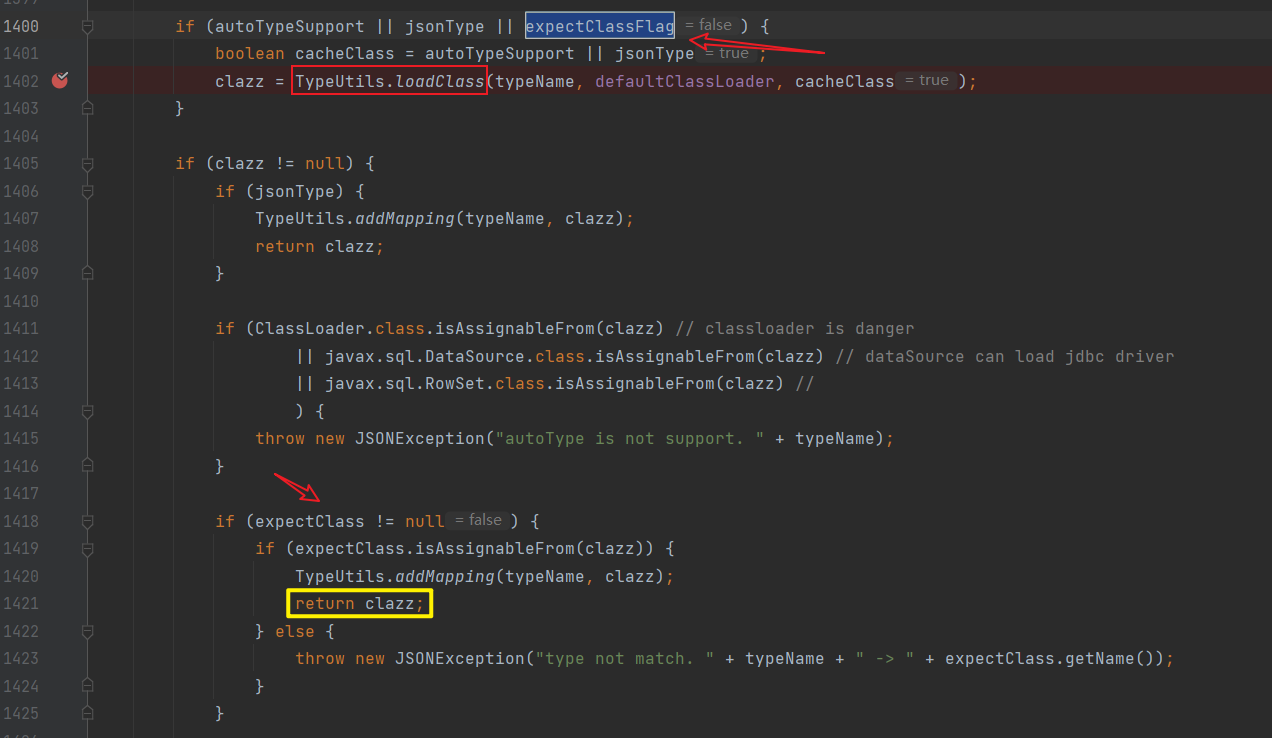 1400 if (autoTypeSupport || jsonType || expectClassFlag = false ) {
1401 boolean cacheClass = autoTypeSupport || jsonType = true ;
1402 clazz = TypeUtils.loadClass(typeName, defaultClassLoader, cacheClass = true );
1403 }
1404
1405 if (clazz != null) {
1406 if (jsonType) {
1407 TypeUtils.addMapping(typeName, clazz);
1408 return clazz;
1409 }
1410
1411 if (ClassLoader.class.isAssignableFrom(clazz) // classloader is danger
1412 || javax.sql.DataSource.class.isAssignableFrom(clazz) // dataSource can load jdbc driver
1413 || javax.sql.RowSet.class.isAssignableFrom(clazz) //
1414 ) {
1415 throw new JSONException("autoType is not support. " + typeName);
1416 }
1417
1418 if (expectClass != null = false ) {
1419 if (expectClass.isAssignableFrom(clazz)) {
1420 TypeUtils.addMapping(typeName, clazz);
1421 return clazz;
1422 } else {
1423 throw new JSONException("type not match. " + typeName + " -> " + expectClass.getName());
1424 }
1425 }